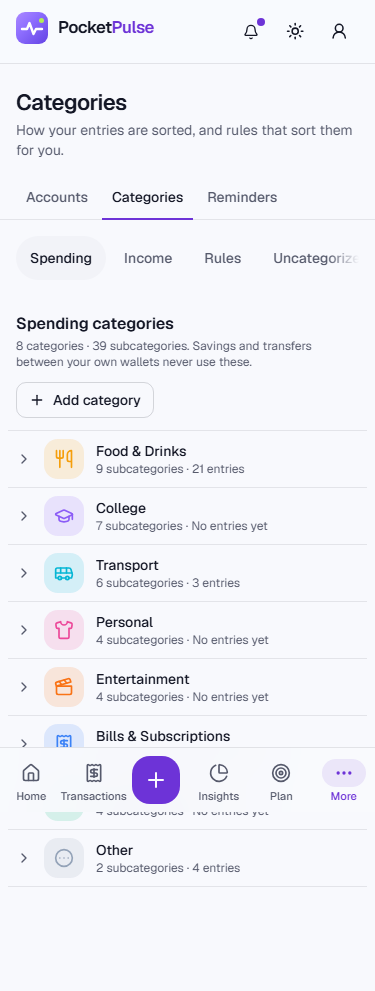 PocketPulse
Categories
How your entries are sorted, and rules that sort them
for you.
Accounts
Categories
Reminders
Spending
Income
Rules
Uncategorize
Spending categories
8 categories · 39 subcategories. Savings and transfers
between your own wallets never use these.
+ Add category
Food & Drinks
9 subcategories · 21 entries
College
7 subcategories · No entries yet
Transport
6 subcategories · 3 entries
Personal
4 subcategories · No entries yet
Entertainment
4 subcategories · No entries yet
Bills & Subscriptions
Home
Transactions
Insights
Plan
More
Other
2 subcategories · 4 entries